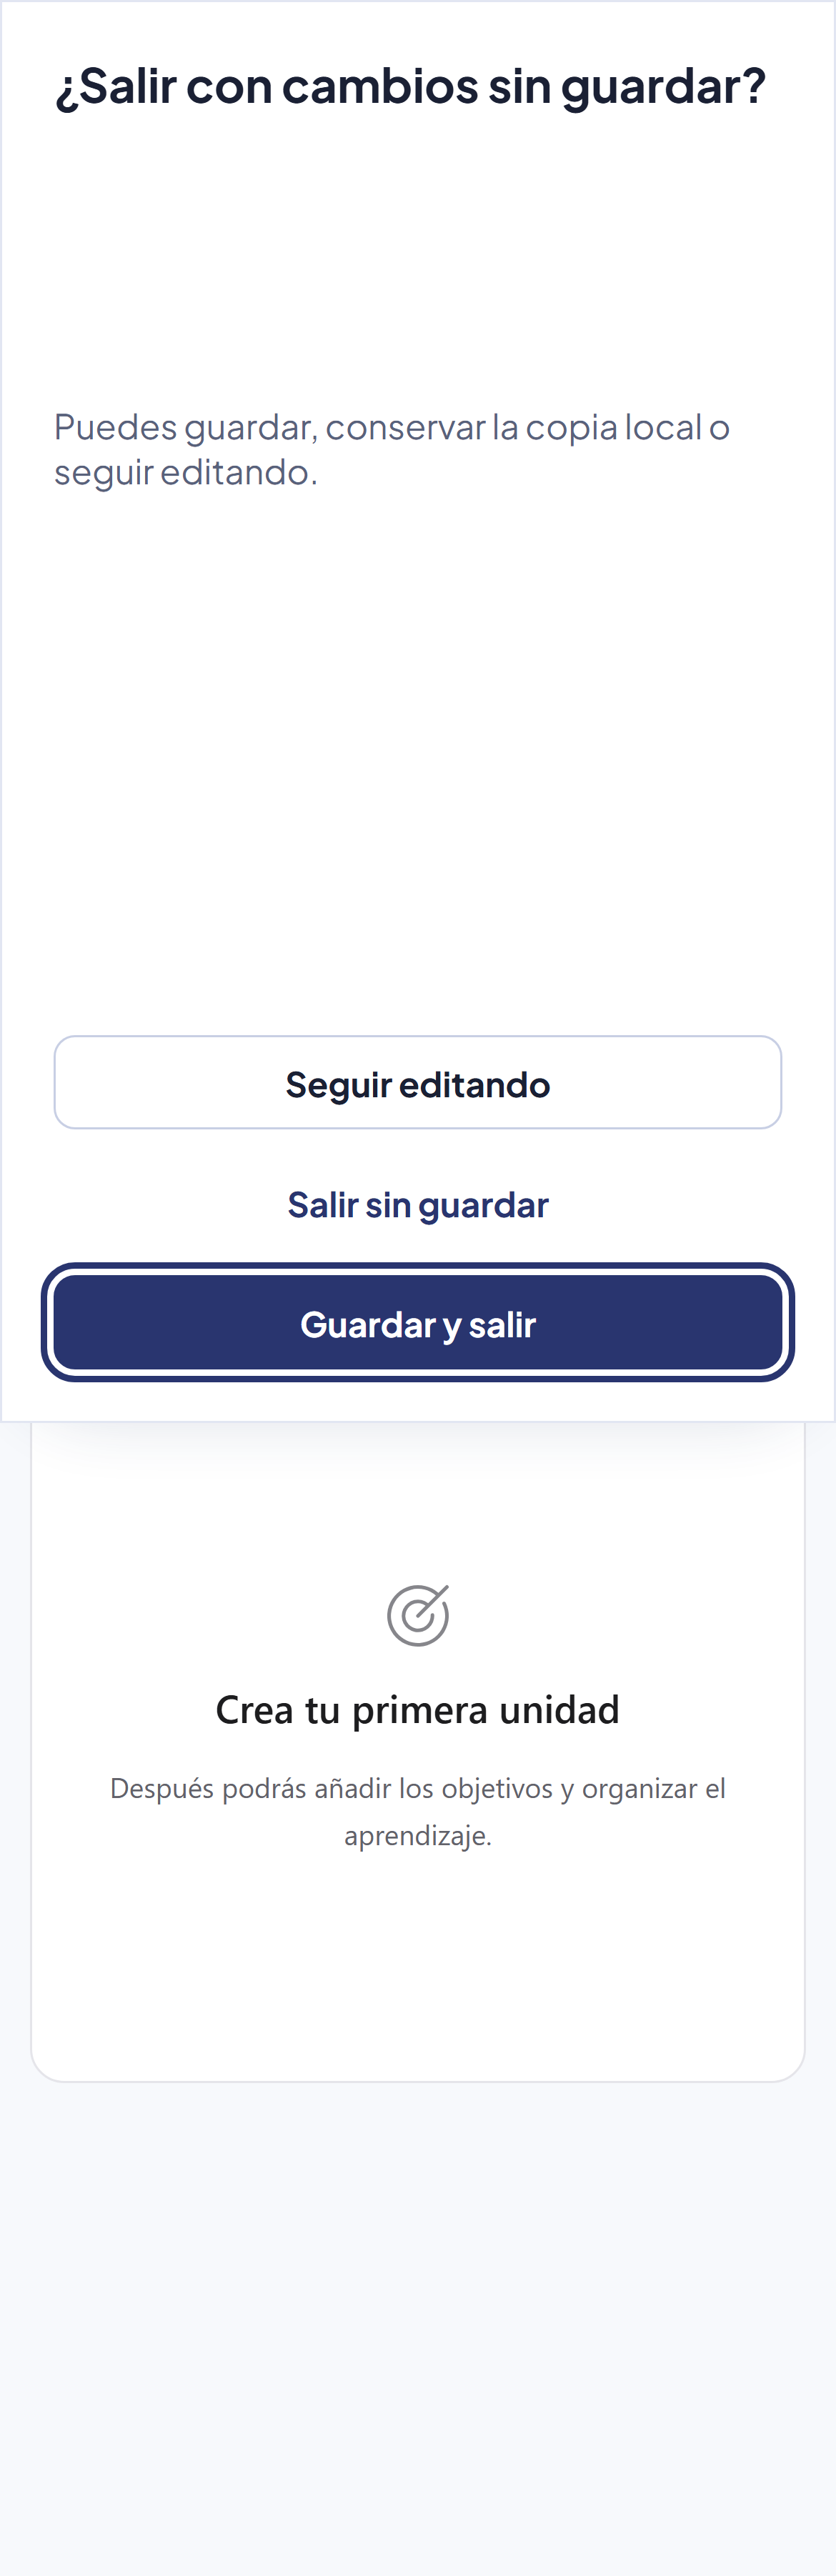 ¿Salir con cambios sin guardar?
Puedes guardar, conservar la copia local o
seguir editando.
Seguir editando
Salir sin guardar
Guardar y salir
Crea tu primera unidad
Después podrás añadir los objetivos y organizar el
aprendizaje.